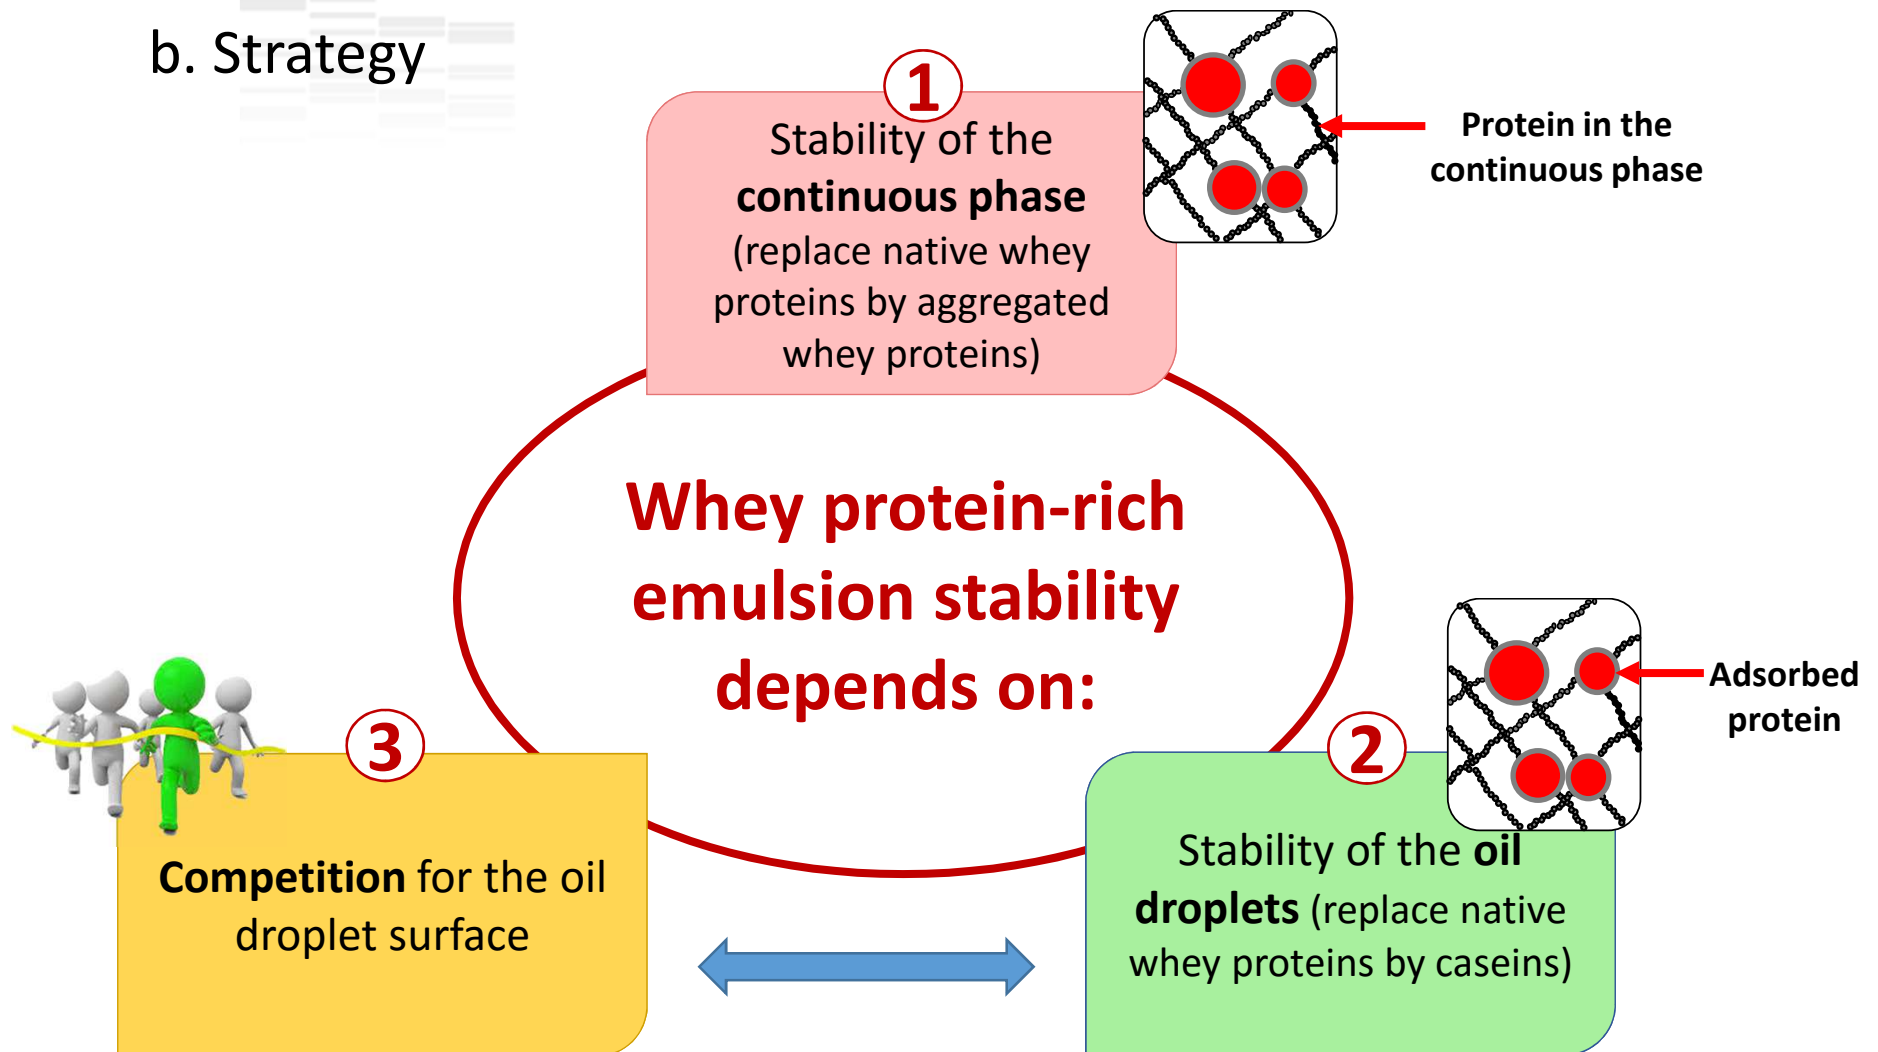 b. Strategy
1
Stability of the
continuous phase
(replace native whey
proteins by aggregated
whey proteins)
Protein in the
continuous phase
Whey protein-rich
emulsion stability
depends on:
Adsorbed
protein
2
Stability of the oil
droplets (replace native
whey proteins by caseins)
3
Competition for the oil
droplet surface